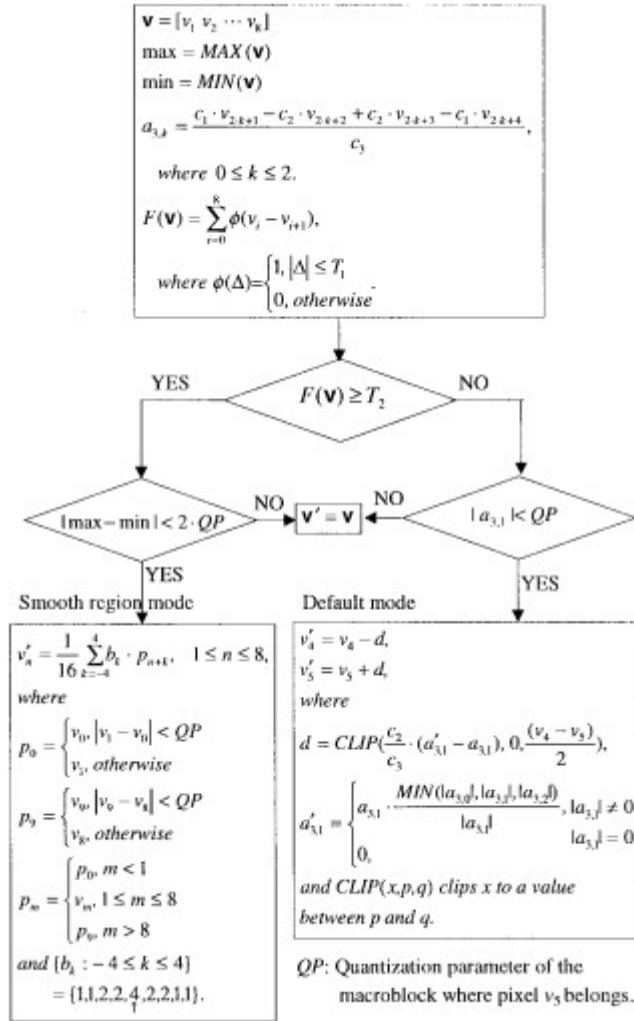 v = [v₁ v₂ ⋯ v₈]
max = MAX(v)
min = MIN(v)
a₃,ₖ = (c₁ · v₂·ₖ₊₁ − c₂ · v₂·ₖ₊₂ + c₂ · v₂·ₖ₊₃ − c₁ · v₂·ₖ₊₄) / c₃,
where 0 ≤ k ≤ 2.
F(v) = ∑_{i=0}^{8} φ(vᵢ − vᵢ₊₁),
where φ(Δ) = {1, |Δ| ≤ T₁
0, otherwise.
YES
F(v) ≥ T₂
NO
|max − min| < 2 · QP
NO
v' = v
NO
|a₃,₁| < QP
YES
YES
Smooth region mode
v'ₙ = 1/16 ∑_{k=−4}^{4} bₖ · pₙ₊ₖ, 1 ≤ n ≤ 8,
where
p₀ = {v₀, |v₁ − v₀| < QP
v₁, otherwise
p₉ = {v₉, |v₉ − v₈| < QP
v₈, otherwise
pₘ = {p₀, m < 1
vₘ, 1 ≤ m ≤ 8
p₉, m > 8
and {bₖ : −4 ≤ k ≤ 4}
= {1,1,2,2,4,2,2,1,1}.
↑
Default mode
v'₄ = v₄ − d,
v'₅ = v₅ + d,
where
d = CLIP(c₂/c₃ · (a'₃,₁ − a₃,₁), 0, (v₄ − v₅)/2),
a'₃,₁ = {a₃,₁ · MIN(|a₃,₀|,|a₃,₁|,|a₃,₂|)/|a₃,₁|, |a₃,₁| ≠ 0
0, |a₃,₁| = 0
and CLIP(x,p,q) clips x to a value
between p and q.
QP: Quantization parameter of the
macroblock where pixel v₅ belongs.